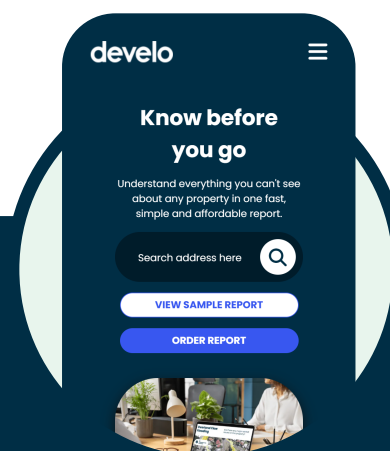 develo
Know before
you go
Understand everything you can't see
about any property in one fast,
simple and affordable report.
Search address here
VIEW SAMPLE REPORT
ORDER REPORT